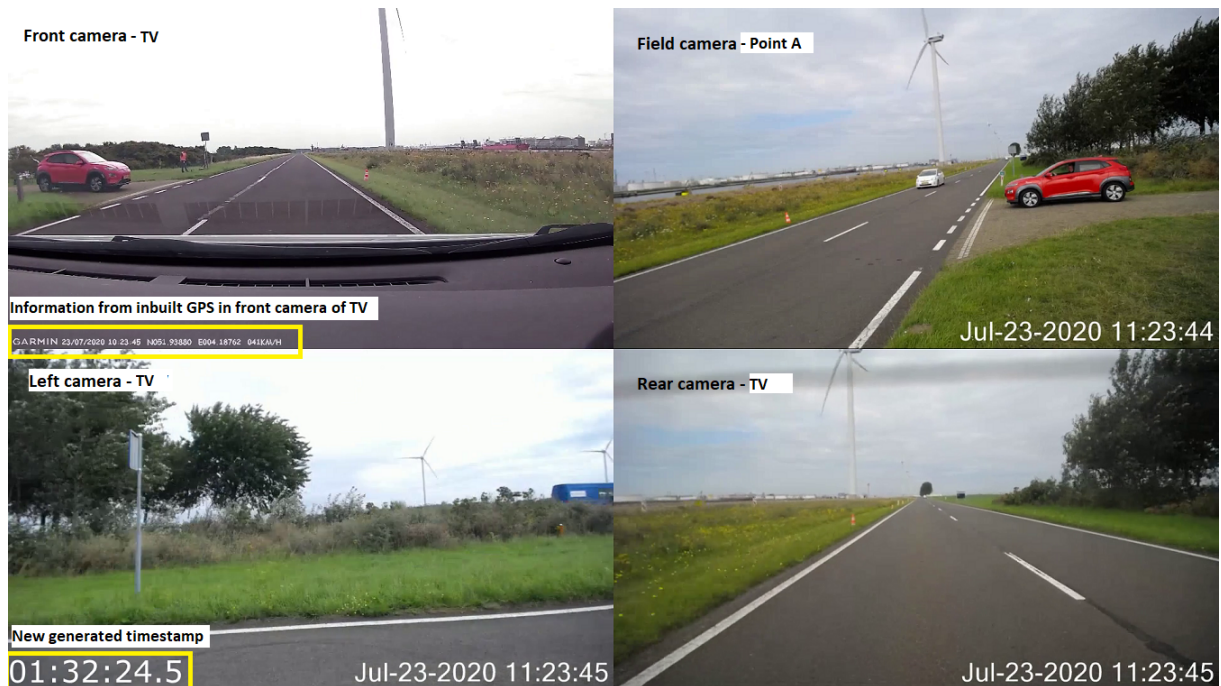 Front camera - TV
Field camera - Point A
Information from inbuilt GPS in front camera of TV
GARMIN 23/07/2020 10:23:45 N051.93880 E004.18762 041KM/H
Jul-23-2020 11:23:44
Left camera - TV
Rear camera - TV
New generated timestamp
01:32:24.5
Jul-23-2020 11:23:45
Jul-23-2020 11:23:45